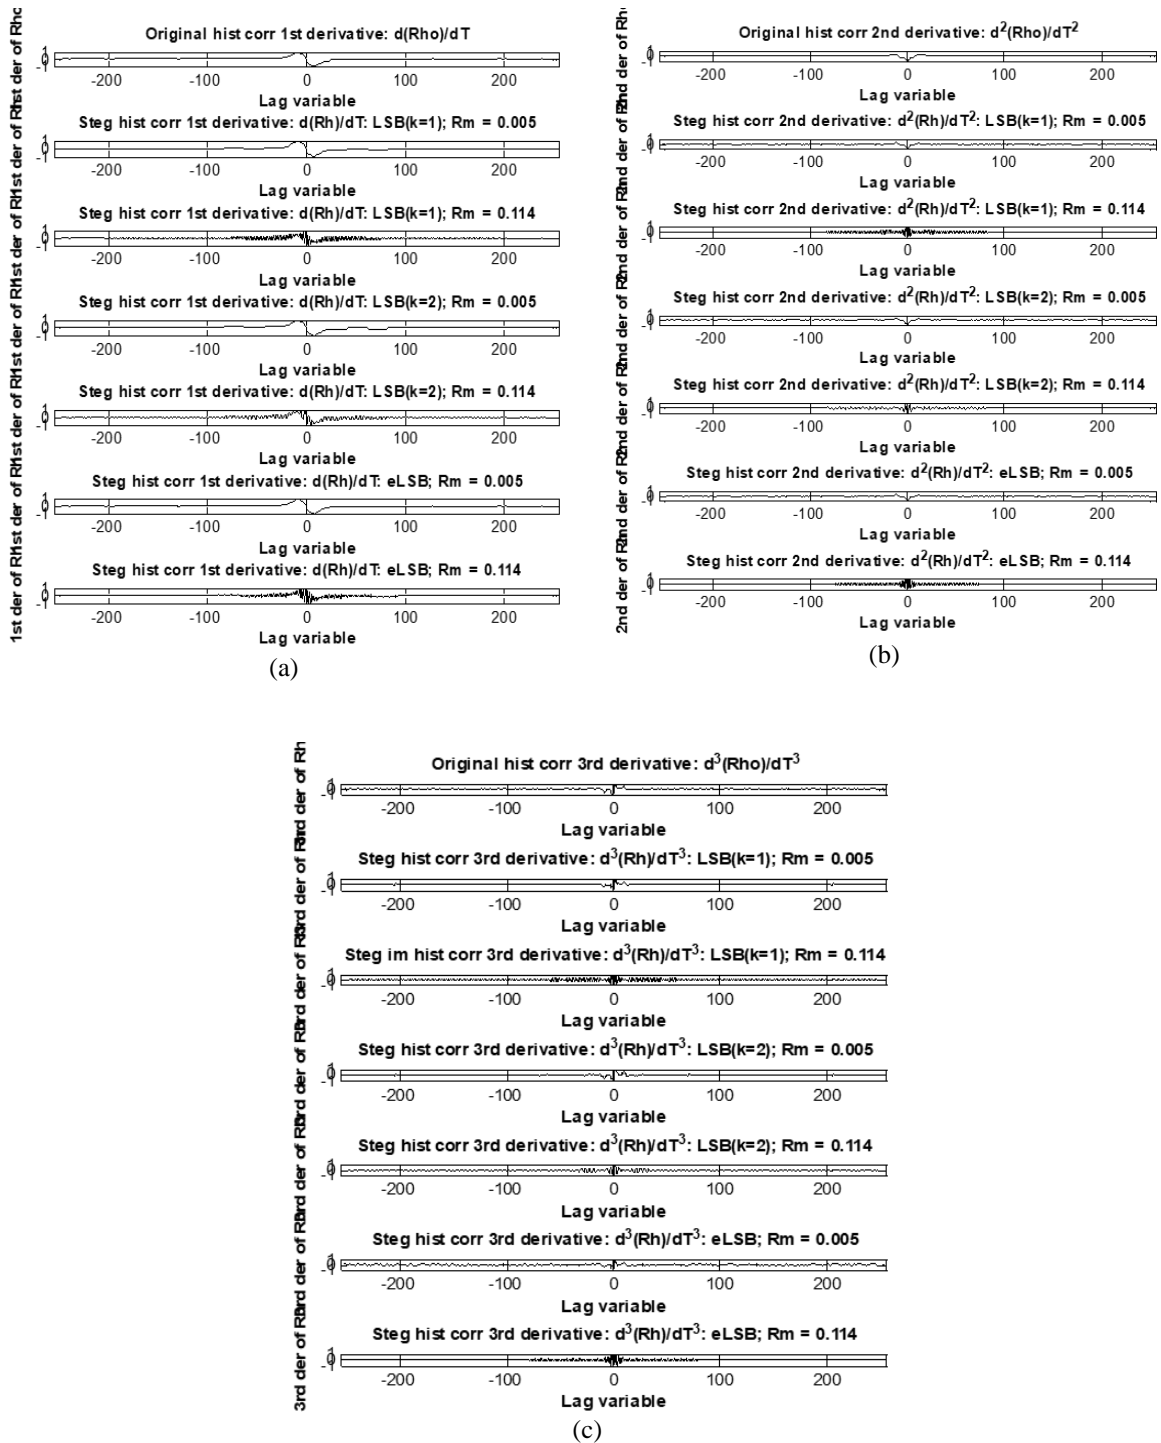 Original hist corr 1st derivative: d(Rho)/dT
1
0
-1
-200 -100 0 100 200
Lag variable
Steg hist corr 1st derivative: d(Rh)/dT: LSB(k=1); Rm = 0.005
-200 -100 0 100 200
Lag variable
Steg hist corr 1st derivative: d(Rh)/dT: LSB(k=1); Rm = 0.114
-200 -100 0 100 200
Lag variable
Steg hist corr 1st derivative: d(Rh)/dT: LSB(k=2); Rm = 0.005
-200 -100 0 100 200
Lag variable
Steg hist corr 1st derivative: d(Rh)/dT: LSB(k=2); Rm = 0.114
-200 -100 0 100 200
Lag variable
Steg hist corr 1st derivative: d(Rh)/dT: eLSB; Rm = 0.005
-200 -100 0 100 200
Lag variable
Steg hist corr 1st derivative: d(Rh)/dT: eLSB; Rm = 0.114
1st der of
-200 -100 0 100 200
Lag variable
(a)
Original hist corr 2nd derivative: d²(Rho)/dT²
-200 -100 0 100 200
Lag variable
Steg hist corr 2nd derivative: d²(Rh)/dT²: LSB(k=1); Rm = 0.005
-200 -100 0 100 200
Lag variable
Steg hist corr 2nd derivative: d²(Rh)/dT²: LSB(k=1); Rm = 0.114
-200 -100 0 100 200
Lag variable
Steg hist corr 2nd derivative: d²(Rh)/dT²: LSB(k=2); Rm = 0.005
-200 -100 0 100 200
Lag variable
Steg hist corr 2nd derivative: d²(Rh)/dT²: LSB(k=2); Rm = 0.114
-200 -100 0 100 200
Lag variable
Steg hist corr 2nd derivative: d²(Rh)/dT²: eLSB; Rm = 0.005
-200 -100 0 100 200
Lag variable
Steg hist corr 2nd derivative: d²(Rh)/dT²: eLSB; Rm = 0.114
2nd der of
-200 -100 0 100 200
Lag variable
(b)
Original hist corr 3rd derivative: d³(Rho)/dT³
-200 -100 0 100 200
Lag variable
Steg hist corr 3rd derivative: d³(Rh)/dT³: LSB(k=1); Rm = 0.005
-200 -100 0 100 200
Lag variable
Steg im hist corr 3rd derivative: d³(Rh)/dT³: LSB(k=1); Rm = 0.114
-200 -100 0 100 200
Lag variable
Steg hist corr 3rd derivative: d³(Rh)/dT³: LSB(k=2); Rm = 0.005
-200 -100 0 100 200
Lag variable
Steg hist corr 3rd derivative: d³(Rh)/dT³: LSB(k=2); Rm = 0.114
-200 -100 0 100 200
Lag variable
Steg hist corr 3rd derivative: d³(Rh)/dT³: eLSB; Rm = 0.005
-200 -100 0 100 200
Lag variable
Steg hist corr 3rd derivative: d³(Rh)/dT³: eLSB; Rm = 0.114
3rd der of
-200 -100 0 100 200
Lag variable
(c)